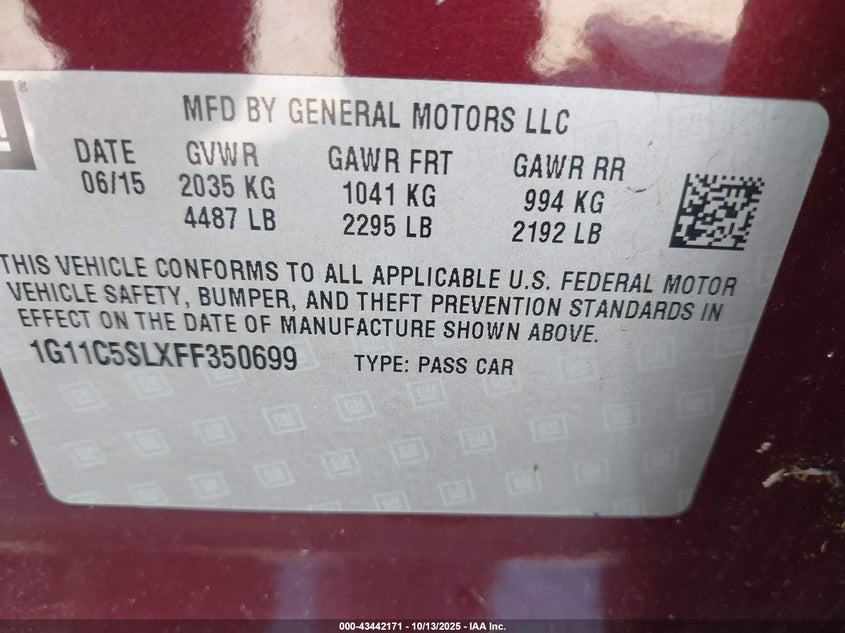 MFD BY GENERAL MOTORS LLC
DATE GVWR GAWR FRT GAWR RR
06/15 2035 KG 1041 KG 994 KG
4487 LB 2295 LB 2192 LB
THIS VEHICLE CONFORMS TO ALL APPLICABLE U.S. FEDERAL MOTOR
VEHICLE SAFETY, BUMPER, AND THEFT PREVENTION STANDARDS IN
EFFECT ON THE DATE OF MANUFACTURE SHOWN ABOVE.
1G11C5SLXFF350699 TYPE: PASS CAR
000-43442171 - 10/13/2025 - IAA Inc.